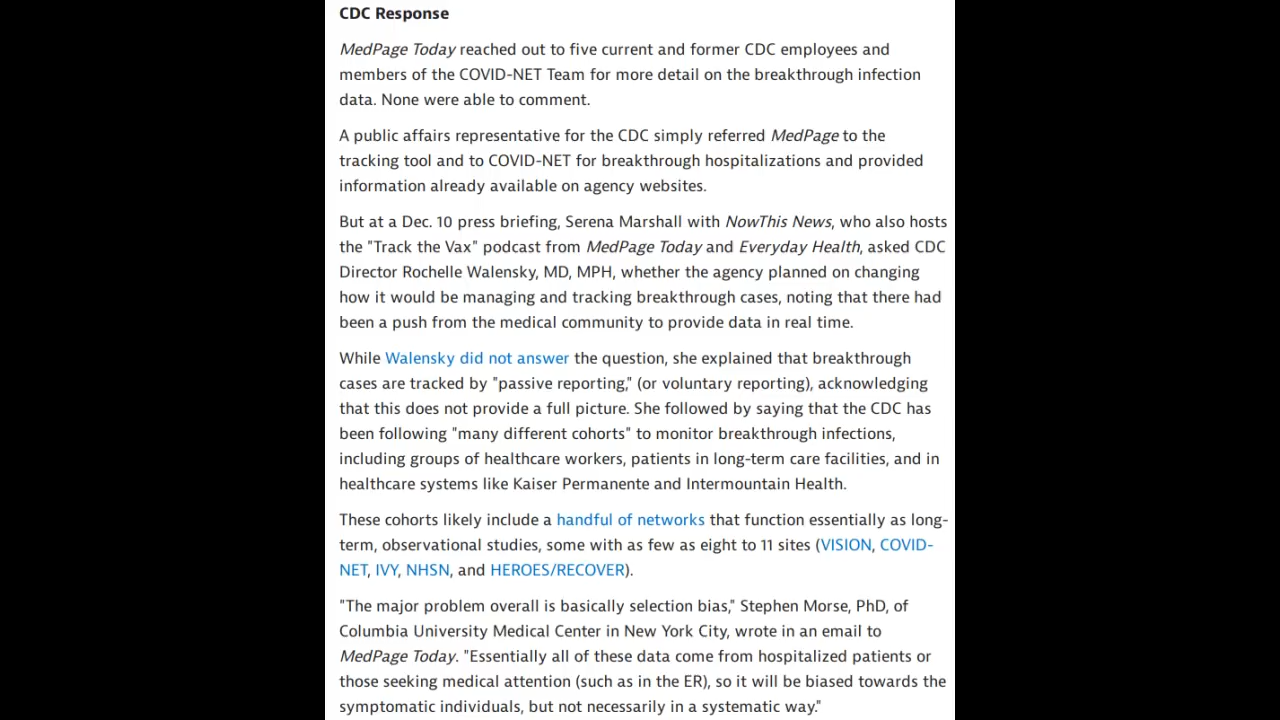 CDC Response
MedPage Today reached out to five current and former CDC employees and
members of the COVID-NET Team for more detail on the breakthrough infection
data. None were able to comment.
A public affairs representative for the CDC simply referred MedPage to the
tracking tool and to COVID-NET for breakthrough hospitalizations and provided
information already available on agency websites.
But at a Dec. 10 press briefing, Serena Marshall with NowThis News, who also hosts
the "Track the Vax" podcast from MedPage Today and Everyday Health, asked CDC
Director Rochelle Walensky, MD, MPH, whether the agency planned on changing
how it would be managing and tracking breakthrough cases, noting that there had
been a push from the medical community to provide data in real time.
While Walensky did not answer the question, she explained that breakthrough
cases are tracked by "passive reporting," (or voluntary reporting), acknowledging
that this does not provide a full picture. She followed by saying that the CDC has
been following "many different cohorts" to monitor breakthrough infections,
including groups of healthcare workers, patients in long-term care facilities, and in
healthcare systems like Kaiser Permanente and Intermountain Health.
These cohorts likely include a handful of networks that function essentially as long-
term, observational studies, some with as few as eight to 11 sites (VISION, COVID-
NET, IVY, NHSN, and HEROES/RECOVER).
"The major problem overall is basically selection bias," Stephen Morse, PhD, of
Columbia University Medical Center in New York City, wrote in an email to
MedPage Today. "Essentially all of these data come from hospitalized patients or
those seeking medical attention (such as in the ER), so it will be biased towards the
symptomatic individuals, but not necessarily in a systematic way."